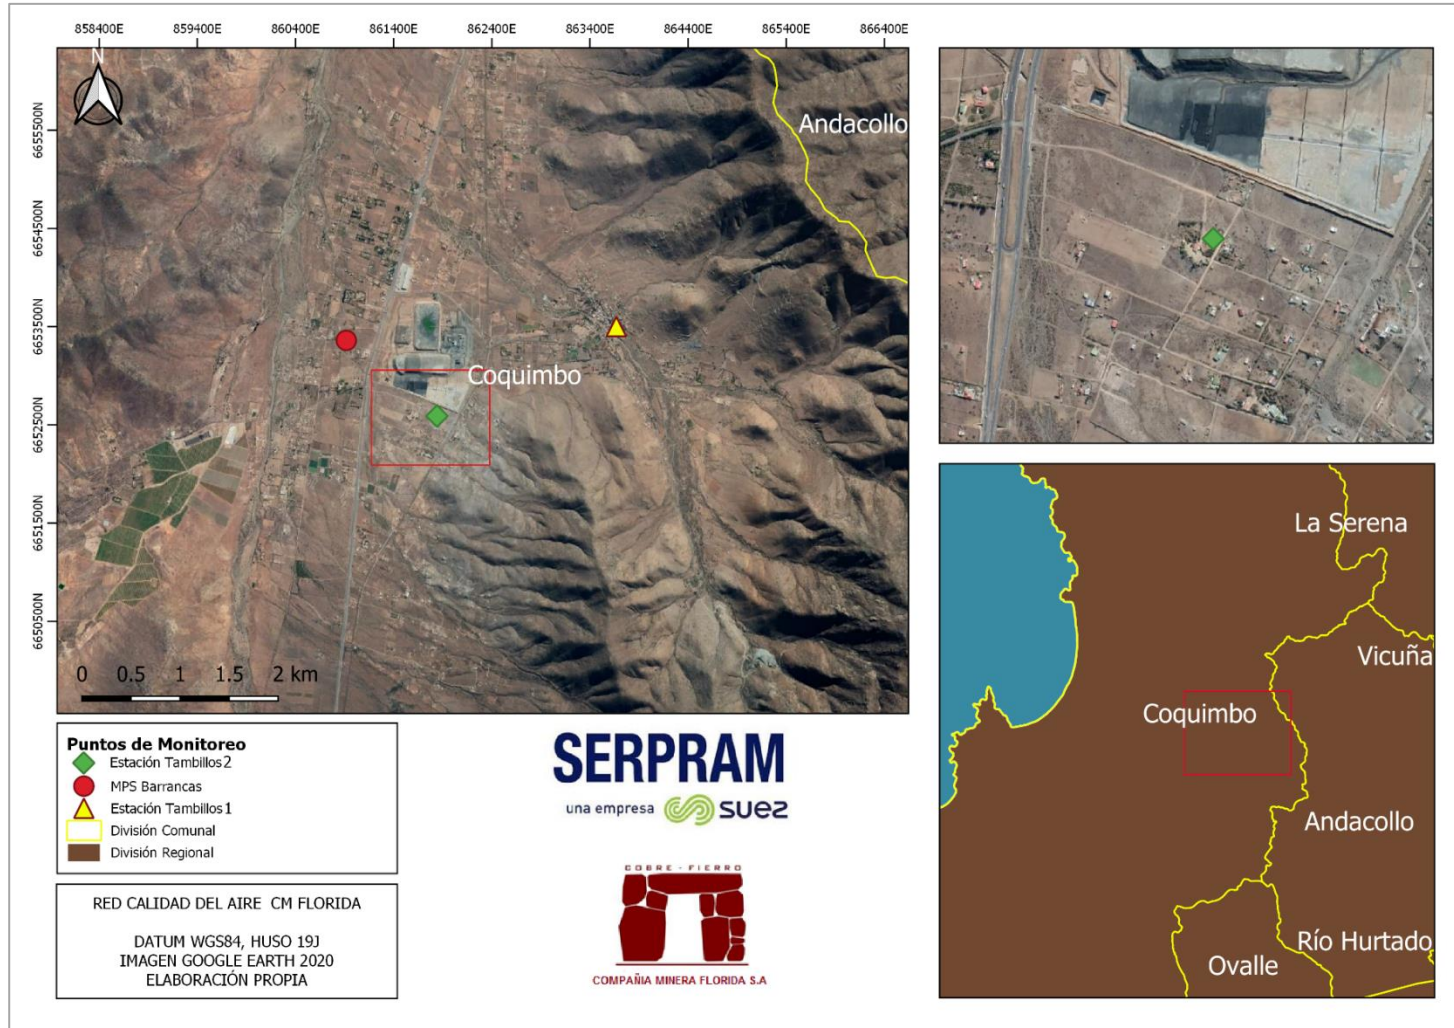 858400E 859400E 860400E 861400E 862400E 863400E 864400E 865400E 866400E
N
6655500N
6654500N
6653500N
6652500N
6651500N
6650500N
Andacollo
Coquimbo
0 0.5 1 1.5 2 km
La Serena
Vicuña
Coquimbo
Andacollo
Río Hurtado
Ovalle
Puntos de Monitoreo
Estación Tambillos 2
MPS Barrancas
Estación Tambillos 1
División Comunal
División Regional
RED CALIDAD DEL AIRE CM FLORIDA
DATUM WGS84, HUSO 19J
IMAGEN GOOGLE EARTH 2020
ELABORACIÓN PROPIA
SERPRAM
una empresa suez
COBRE - FIERRO
COMPAÑIA MINERA FLORIDA S.A